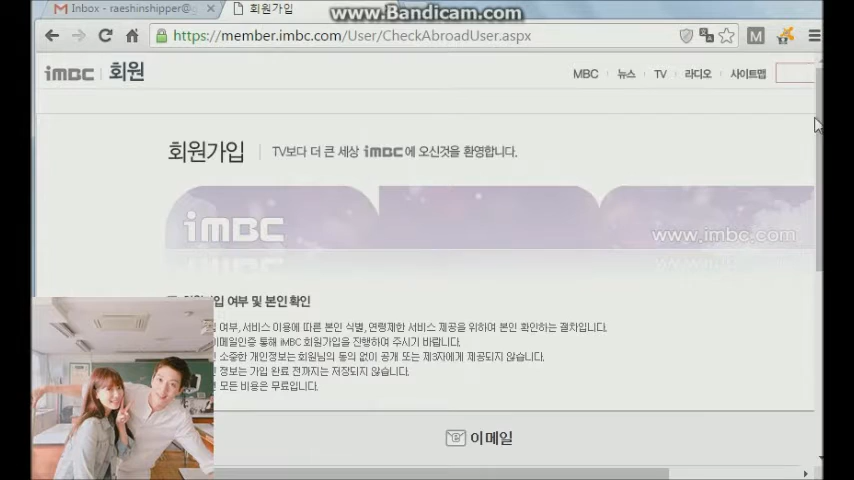 www.Bandicam.com
Inbox - raeshinshipper@
회원가입
https://member.imbc.com/User/CheckAbroadUser.aspx
iMBC 회원
MBC 뉴스 TV 라디오 사이트맵
회원가입 TV보다 더 큰 세상 iMBC에 오신것을 환영합니다.
iMBC
www.imbc.com
여부 및 본인 확인
여부, 서비스 이용에 따른 본인 식별, 연령제한 서비스 제공을 위하여 본인 확인하는 절차입니다.
통해 iMBC 회원가입을 진행하여 주시기 바랍니다.
소중한 개인정보는 회원님의 동의 없이 공개 또는 제3자에게 제공되지 않습니다.
정보는 가입 완료 전까지는 저장되지 않습니다.
모든 비용은 무료입니다.
이메일